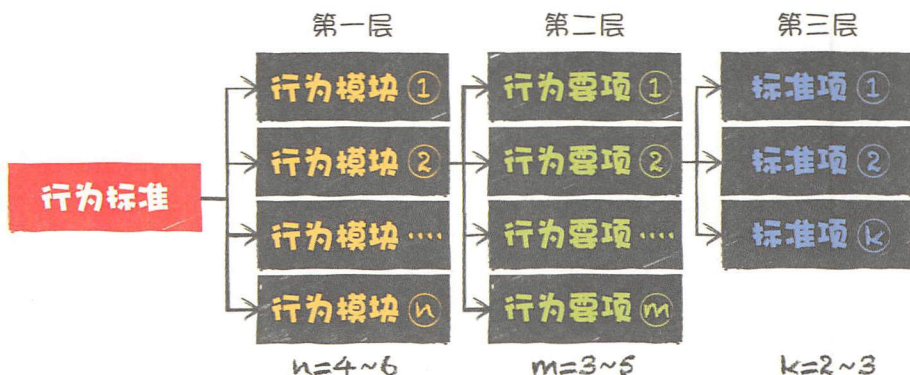 第一层 第二层 第三层
行为模块① 行为要项① 标准项①
行为模块② 行为要项② 标准项②
行为标准
行为模块···· 行为要项···· 标准项ⓚ
行为模块ⓝ 行为要项ⓜ
n=4~6 m=3~5 k=2~3